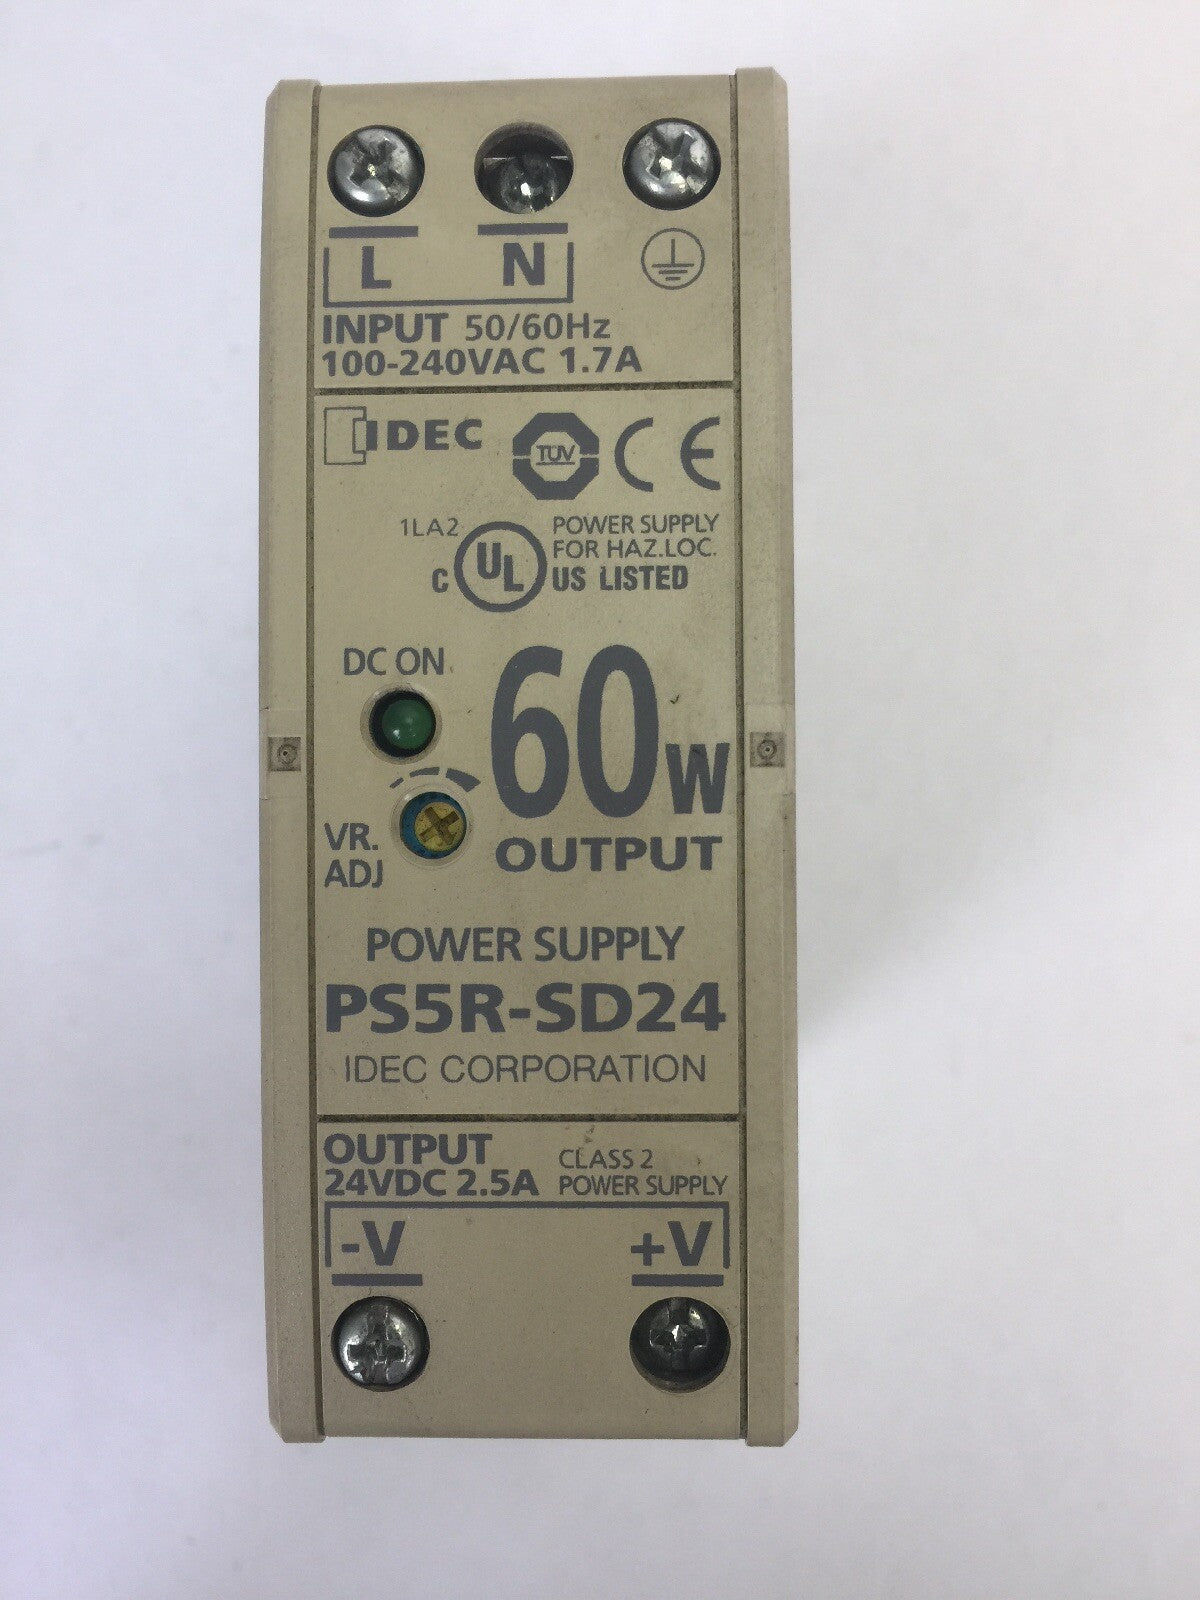 L N
INPUT 50/60Hz
100-240VAC 1.7A
IDEC TÜV CE
1LA2 POWER SUPPLY
FOR HAZ.LOC.
C UL US LISTED
DC ON
60W
OUTPUT
VR.
ADJ
POWER SUPPLY
PS5R-SD24
IDEC CORPORATION
OUTPUT CLASS 2
24VDC 2.5A POWER SUPPLY
-V +V